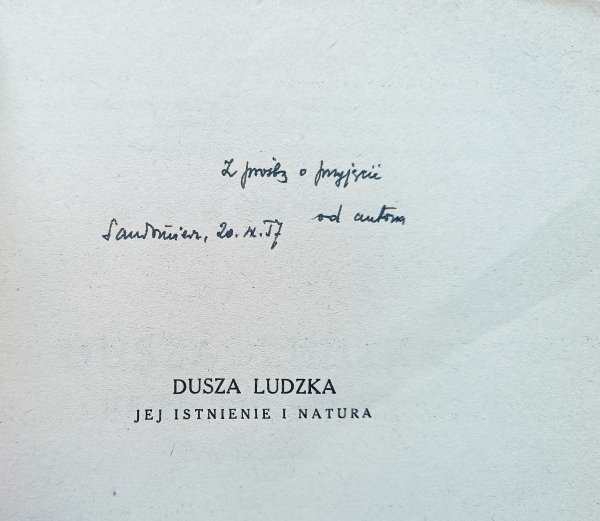 Z prośbą o przyjęcie
od autora
Sandomierz, 20. X. 57
DUSZA LUDZKA
JEJ ISTNIENIE I NATURA